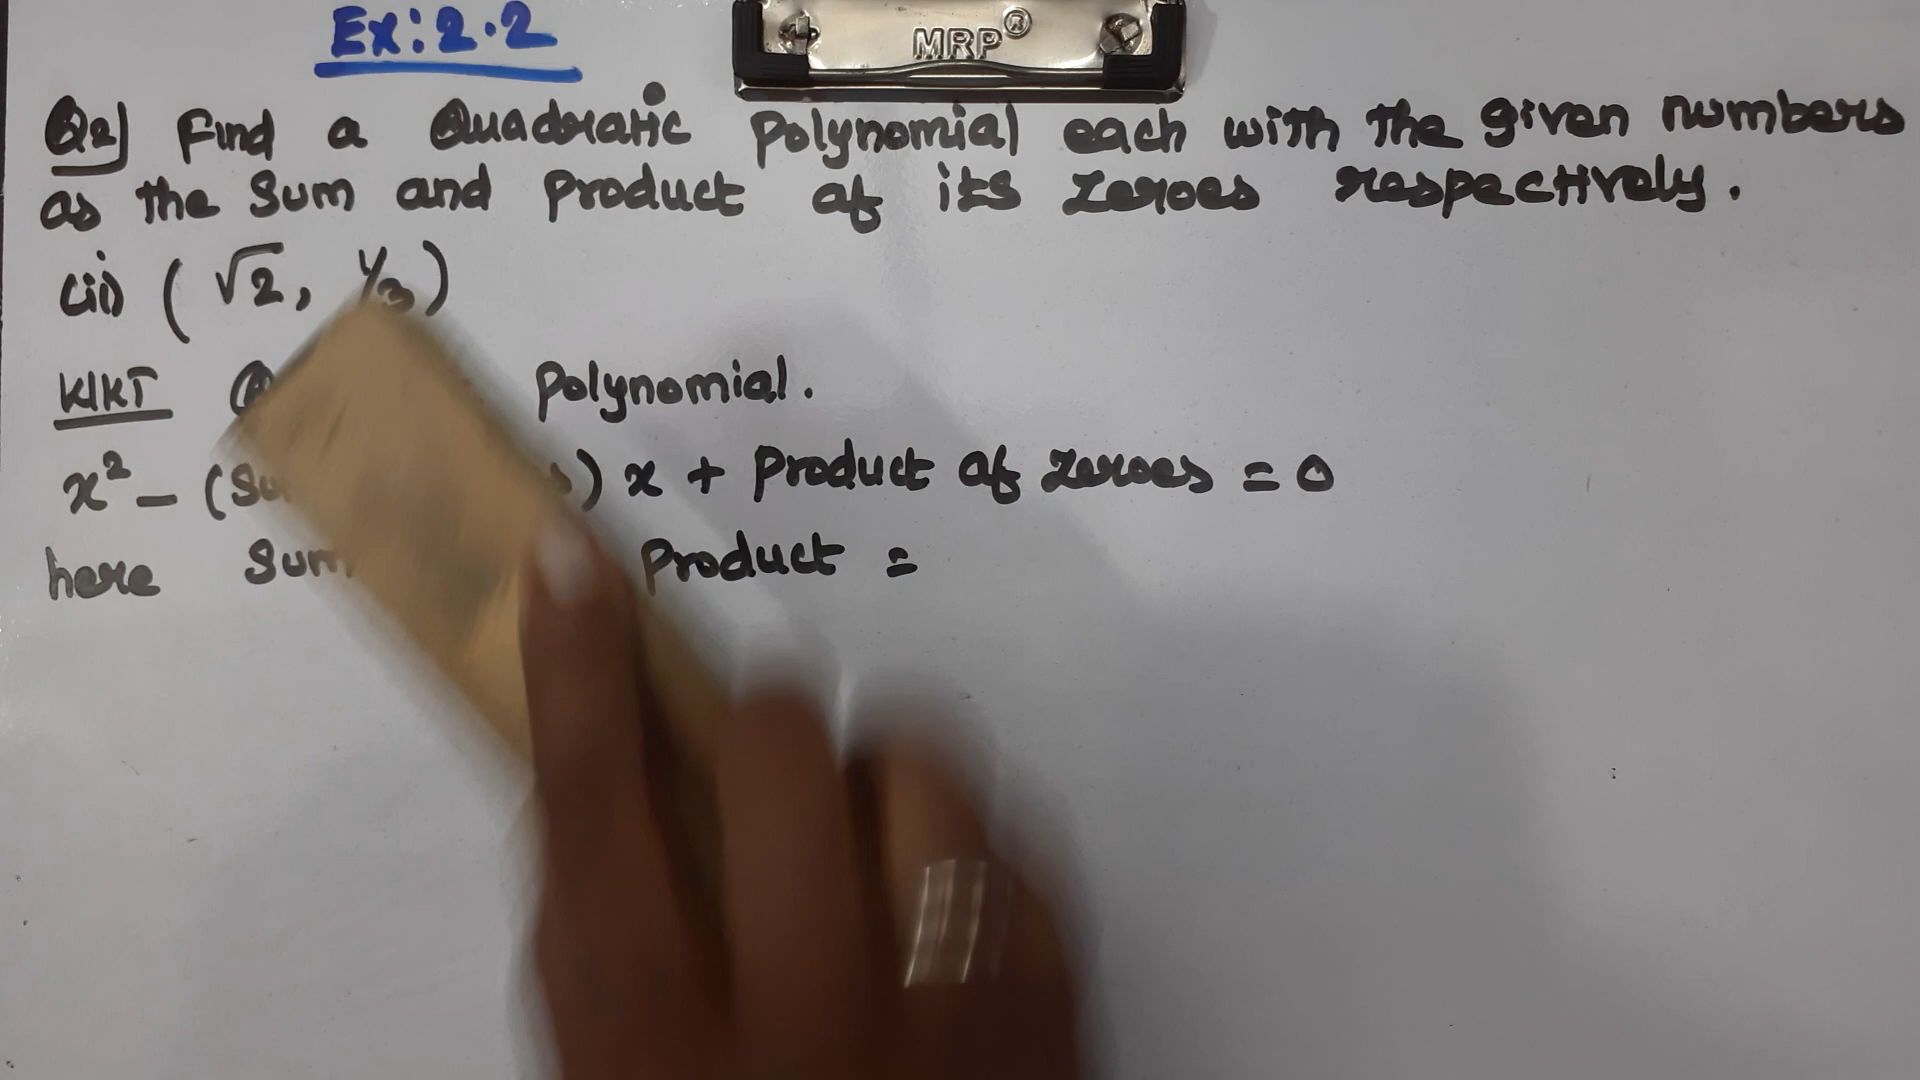 Ex: 2.2
MRP®
Q2) Find a Quadratic Polynomial each with the given numbers
as the Sum and Product of its zeroes respectively.
(ii) (√2, 1/3)
KIKT Polynomial.
x² - ( ) x + Product of zeroes = 0
here Sum Product =